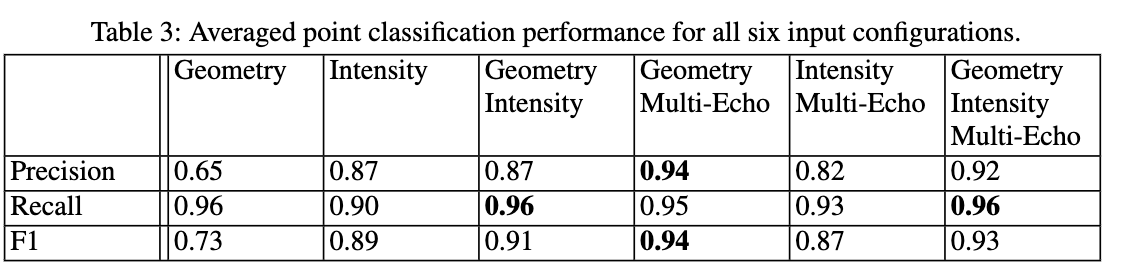 Table 3: Averaged point classification performance for all six input configurations.
Geometry Intensity Geometry Geometry Intensity Geometry
Intensity Multi-Echo Multi-Echo Intensity
Multi-Echo
Precision 0.65 0.87 0.87 0.94 0.82 0.92
Recall 0.96 0.90 0.96 0.95 0.93 0.96
F1 0.73 0.89 0.91 0.94 0.87 0.93